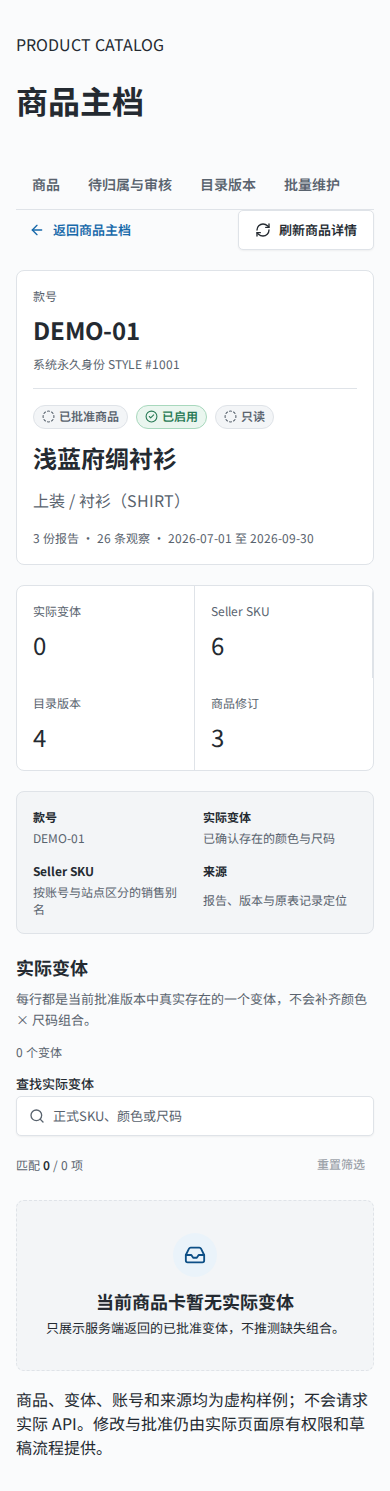 PRODUCT CATALOG
商品主档
商品 待归属与审核 目录版本 批量维护
返回商品主档 刷新商品详情
款号
DEMO-01
系统永久身份 STYLE #1001
已批准商品 已启用 只读
浅蓝府绸衬衫
上装 / 衬衫（SHIRT）
3 份报告 · 26 条观察 · 2026-07-01 至 2026-09-30
实际变体 Seller SKU
0 6
目录版本 商品修订
4 3
款号 实际变体
DEMO-01 已确认存在的颜色与尺码
Seller SKU 来源
按账号与站点区分的销售别
名
报告、版本与原表记录定位
实际变体
每行都是当前批准版本中真实存在的一个变体，不会补齐颜色
× 尺码组合。
0 个变体
查找实际变体
正式SKU、颜色或尺码
匹配 0 / 0 项 重置筛选
当前商品卡暂无实际变体
只展示服务端返回的已批准变体，不推测缺失组合。
商品、变体、账号和来源均为虚构样例；不会请求
实际 API。修改与批准仍由实际页面原有权限和草
稿流程提供。